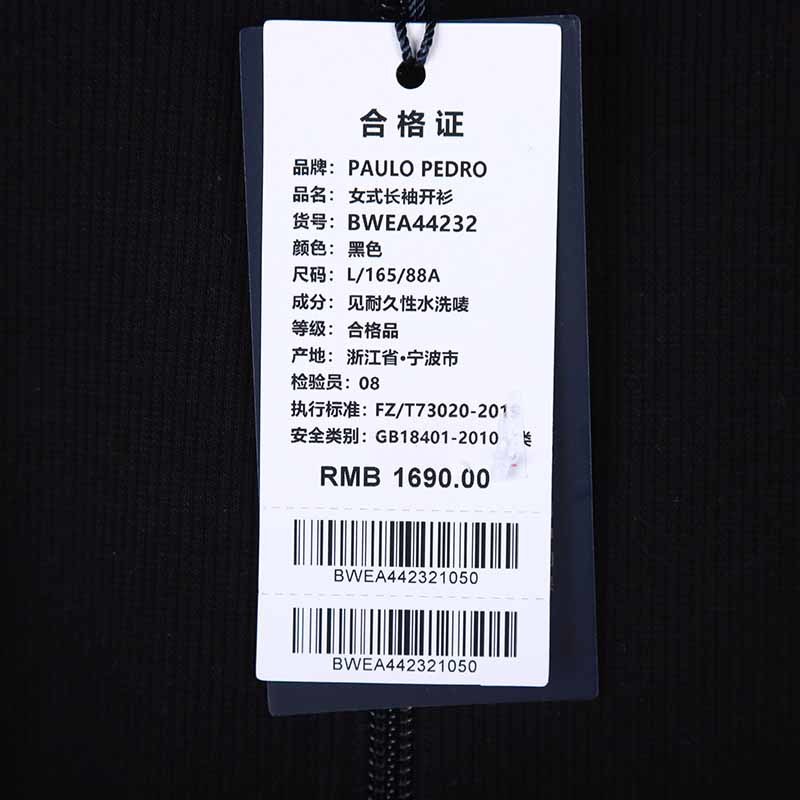 合格证
品牌：PAULO PEDRO
品名：女式长袖开衫
货号：BWEA44232
颜色：黑色
尺码：L/165/88A
成分：见耐久性水洗唛
等级：合格品
产地：浙江省·宁波市
检验员：08
执行标准：FZ/T73020-2019
安全类别：GB18401-2010 类
RMB 1690.00
BWEA442321050
BWEA442321050